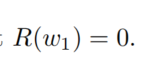 R(w₁) = 0.